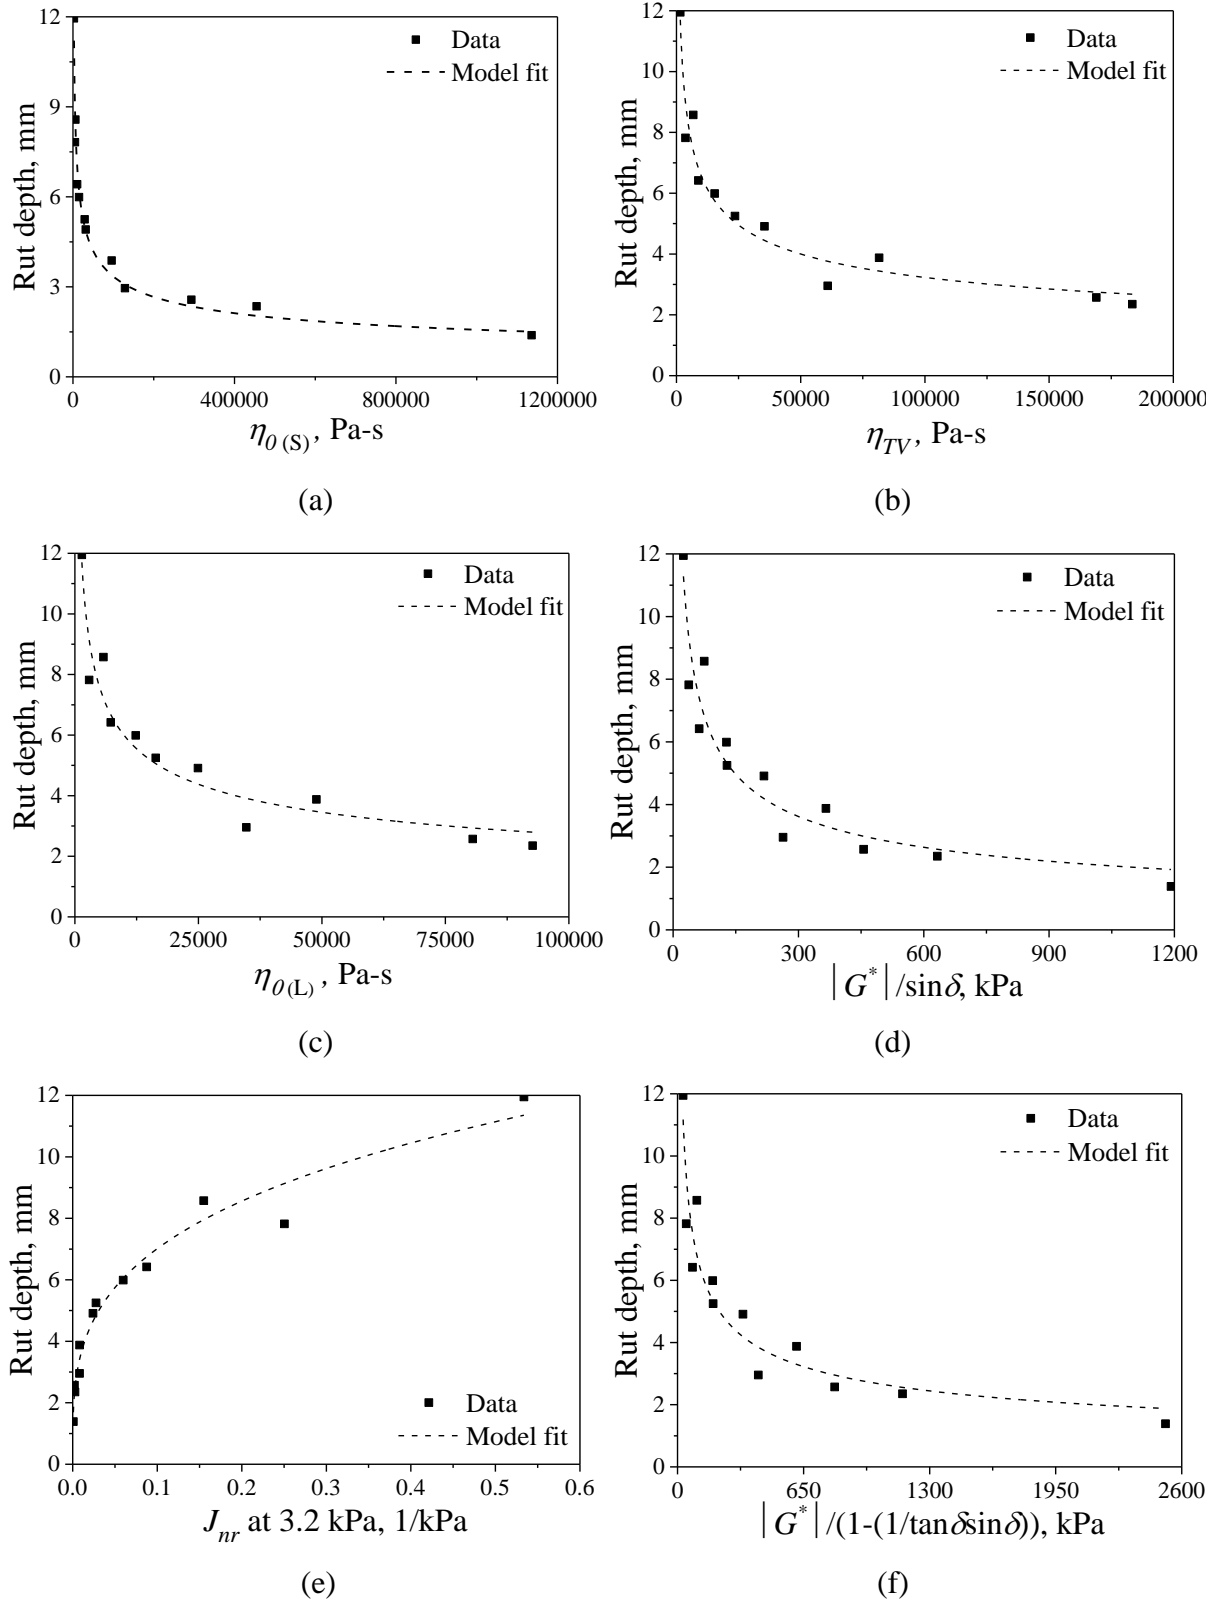 Rut depth, mm
12
9
6
3
0
0 400000 800000 1200000
Data
Model fit
η0 (S), Pa-s
(a)
Rut depth, mm
12
10
8
6
4
2
0
0 50000 100000 150000 200000
Data
Model fit
ηTV, Pa-s
(b)
Rut depth, mm
12
10
8
6
4
2
0
0 25000 50000 75000 100000
Data
Model fit
η0 (L), Pa-s
(c)
Rut depth, mm
12
10
8
6
4
2
0
0 300 600 900 1200
Data
Model fit
|G*|/sinδ, kPa
(d)
Rut depth, mm
12
10
8
6
4
2
0
0.0 0.1 0.2 0.3 0.4 0.5 0.6
Data
Model fit
Jnr at 3.2 kPa, 1/kPa
(e)
Rut depth, mm
12
10
8
6
4
2
0
0 650 1300 1950 2600
Data
Model fit
|G*|/(1-(1/tanδsinδ)), kPa
(f)